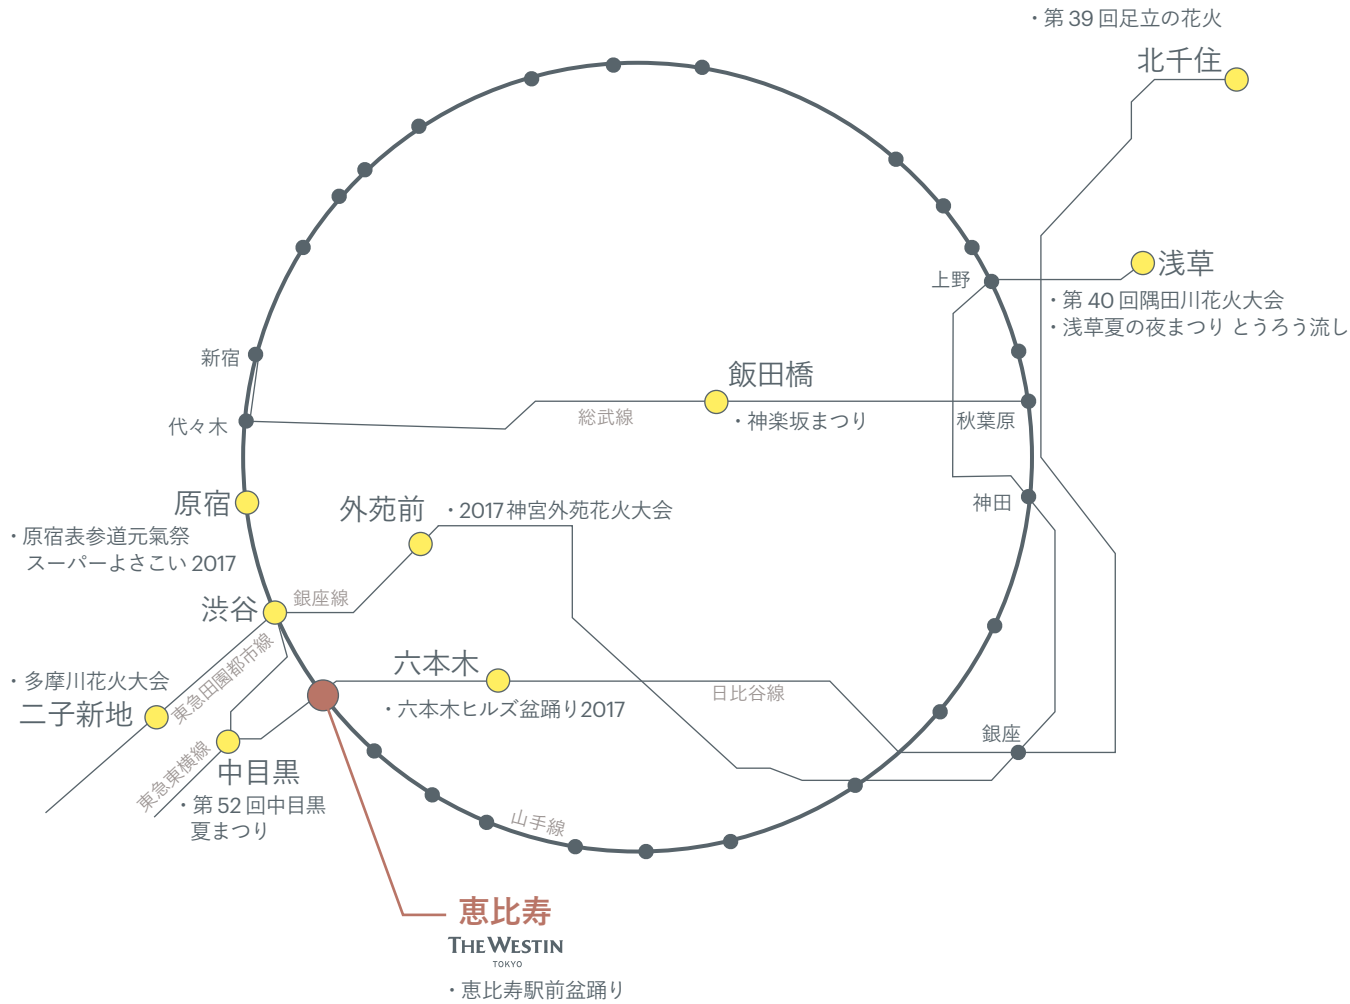 ・第 39 回足立の花火
北千住
浅草
上野
・第 40 回隅田川花火大会
・浅草夏の夜まつり とうろう流し
新宿
飯田橋
総武線
・神楽坂まつり
秋葉原
代々木
原宿
外苑前
・2017 神宮外苑花火大会
神田
・原宿表参道元氣祭
スーパーよさこい 2017
渋谷
銀座線
六本木
東急田園都市線
・多摩川花火大会
二子新地
日比谷線
・六本木ヒルズ盆踊り2017
銀座
東急東横線
中目黒
・第 52 回中目黒
夏まつり
山手線
恵比寿
THE WESTIN
TOKYO
・恵比寿駅前盆踊り